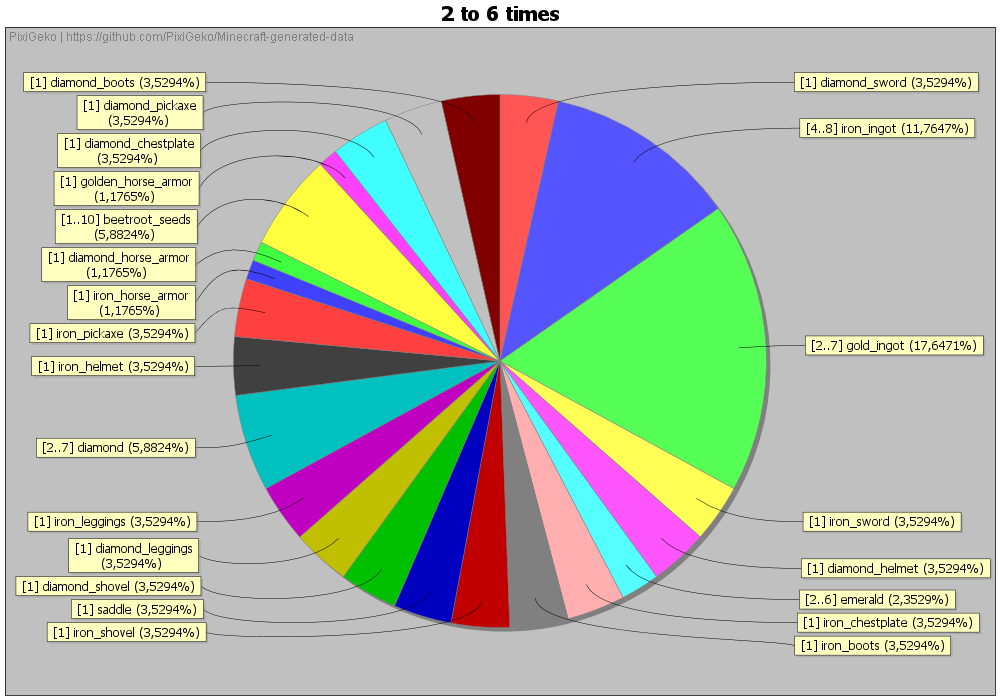 2 to 6 times
PixiGeko | https://github.com/PixiGeko/Minecraft-generated-data
[1] diamond_boots (3,5294%)
[1] diamond_pickaxe
(3,5294%)
[1] diamond_chestplate
(3,5294%)
[1] golden_horse_armor
(1,1765%)
[1..10] beetroot_seeds
(5,8824%)
[1] diamond_horse_armor
(1,1765%)
[1] iron_horse_armor
(1,1765%)
[1] iron_pickaxe (3,5294%)
[1] iron_helmet (3,5294%)
[2..7] diamond (5,8824%)
[1] iron_leggings (3,5294%)
[1] diamond_leggings
(3,5294%)
[1] diamond_shovel (3,5294%)
[1] saddle (3,5294%)
[1] iron_shovel (3,5294%)
[1] diamond_sword (3,5294%)
[4..8] iron_ingot (11,7647%)
[2..7] gold_ingot (17,6471%)
[1] iron_sword (3,5294%)
[1] diamond_helmet (3,5294%)
[2..6] emerald (2,3529%)
[1] iron_chestplate (3,5294%)
[1] iron_boots (3,5294%)